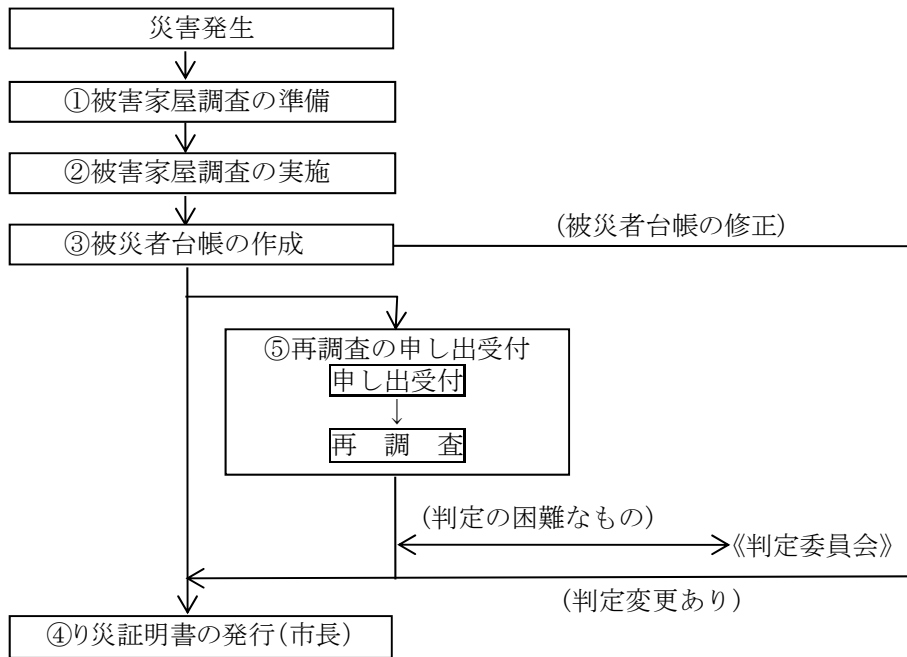 災害発生
①被害家屋調査の準備
②被害家屋調査の実施
③被災者台帳の作成
(被災者台帳の修正)
⑤再調査の申し出受付
申し出受付
↓
再　調　査
(判定の困難なもの)
《判定委員会》
(判定変更あり)
④り災証明書の発行(市長)